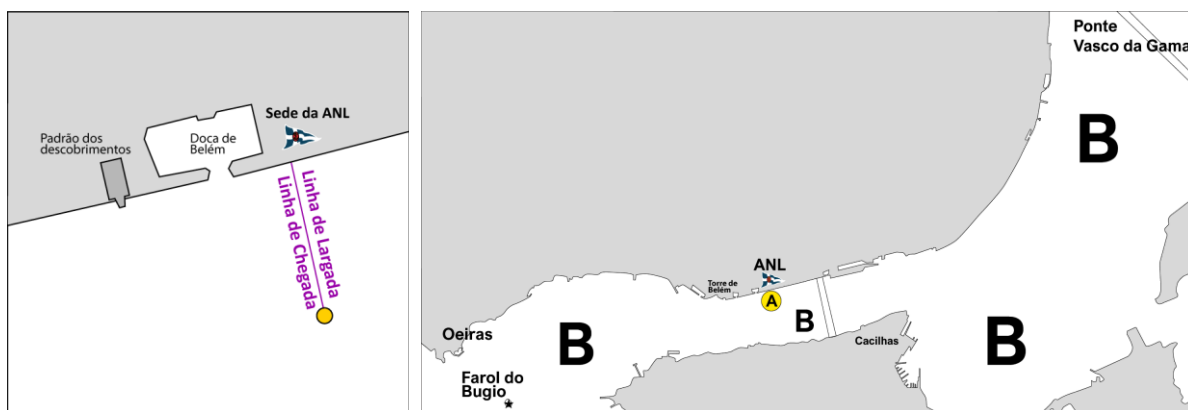 Sede da ANL
Padrão dos
descobrimentos
Doca de
Belém
Linha de Largada
Linha de Chegada
Ponte
Vasco da Gama
B
ANL
Torre de
Belém
A
B
Oeiras
B
Cacilhas
B
Farol do
Bugio